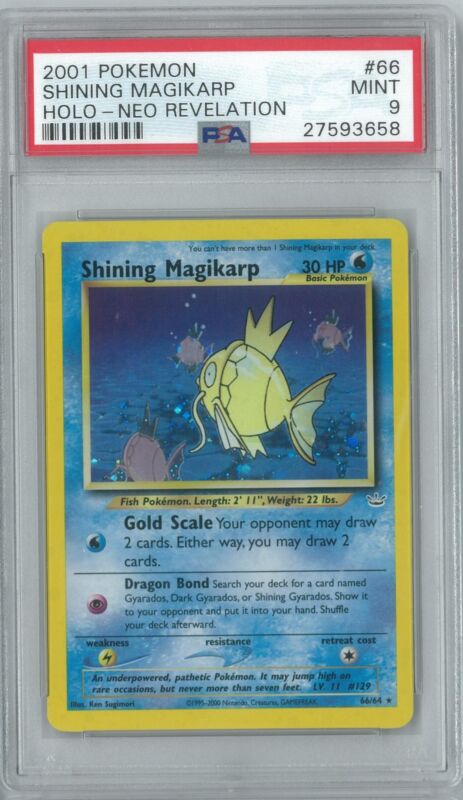 2001 POKEMON #66
SHINING MAGIKARP MINT
HOLO – NEO REVELATION 9
PSA 27593658
You can't have more than 1 Shining Magikarp in your deck.
Shining Magikarp 30 HP
Basic Pokémon
Fish Pokémon. Length: 2' 11", Weight: 22 lbs.
Gold Scale Your opponent may draw
2 cards. Either way, you may draw 2
cards.
Dragon Bond Search your deck for a card named
Gyarados, Dark Gyarados, or Shining Gyarados. Show
it to your opponent and put it into your hand. Shuffle
your deck afterward.
weakness resistance retreat cost
An underpowered, pathetic Pokémon. It may jump high on
rare occasions, but never more than seven feet. LV. 11 #129
Illus. Ken Sugimori ©1995-2000 Nintendo, Creatures, GAMEFREAK. 66/64 ★